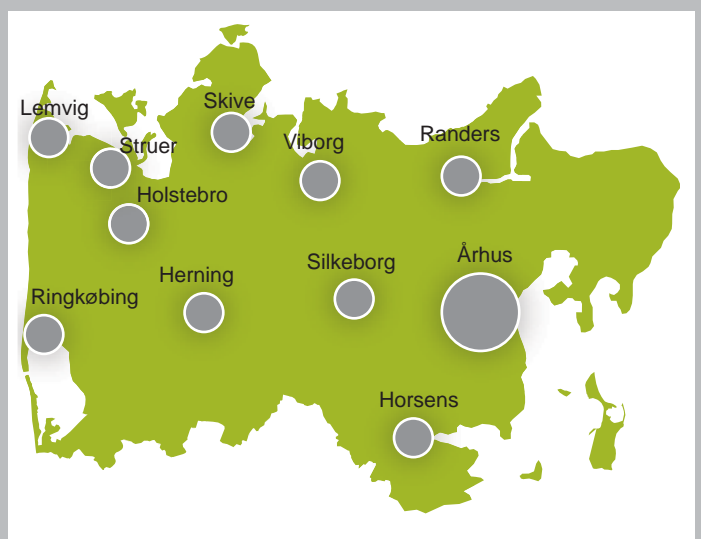 Lemvig
Skive
Struer
Viborg
Randers
Holstebro
Herning
Silkeborg
Århus
Ringkøbing
Horsens